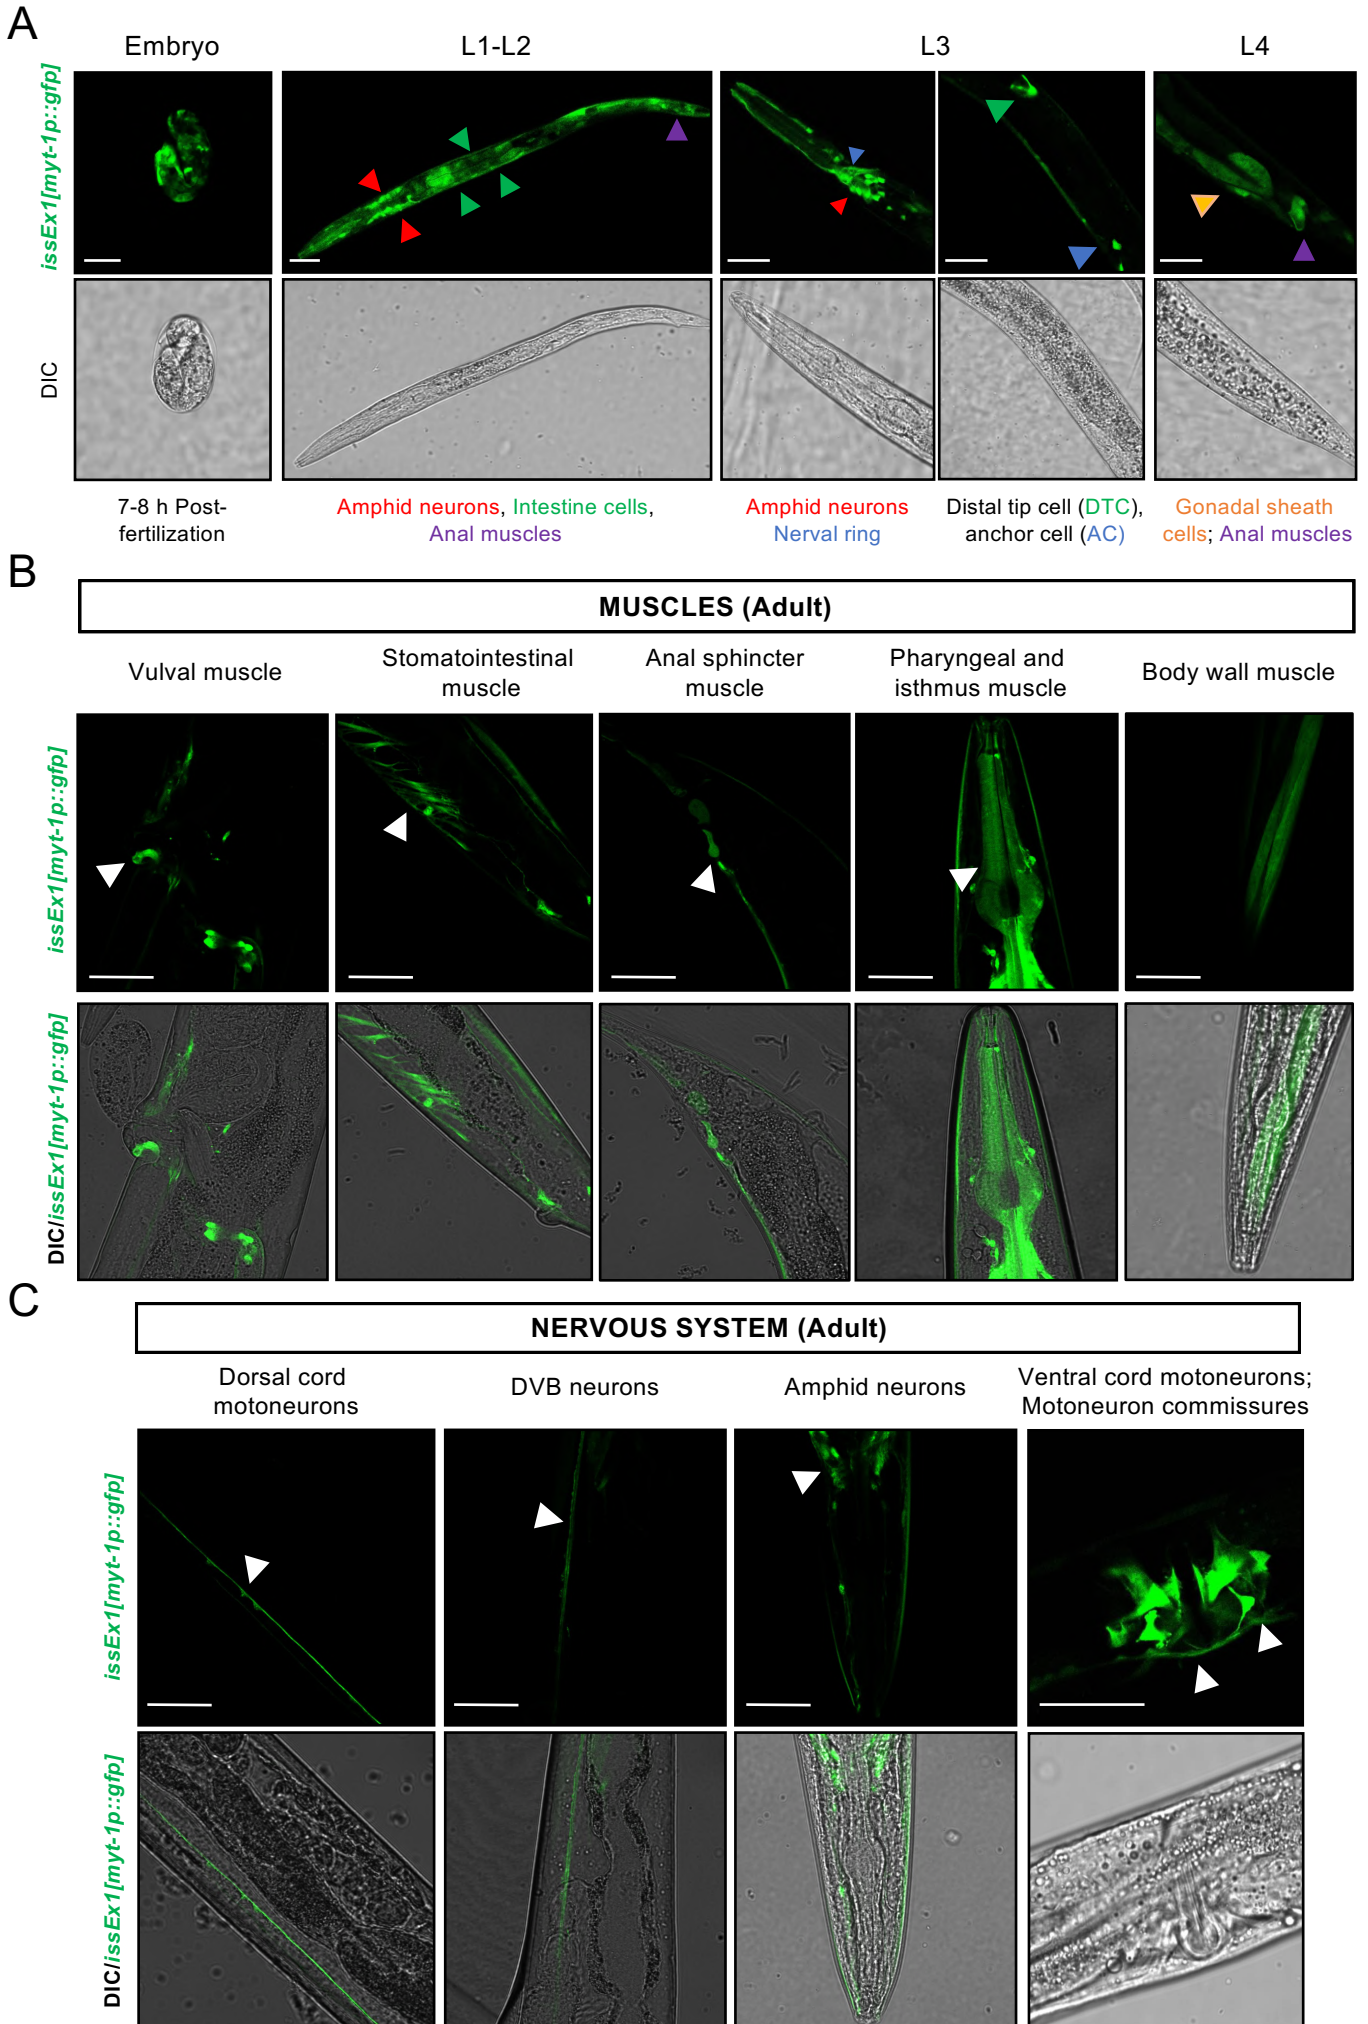 A
Embryo
L1-L2
L3
L4
issEx1[myt-1p::gfp]
DIC
7-8 h Post-
fertilization
Amphid neurons, Intestine cells,
Anal muscles
Amphid neurons
Nerval ring
Distal tip cell (DTC),
anchor cell (AC)
Gonadal sheath
cells; Anal muscles
B
MUSCLES (Adult)
Vulval muscle
Stomatointestinal
muscle
Anal sphincter
muscle
Pharyngeal and
isthmus muscle
Body wall muscle
issEx1[myt-1p::gfp]
DIC/issEx1[myt-1p::gfp]
C
NERVOUS SYSTEM (Adult)
Dorsal cord
motoneurons
DVB neurons
Amphid neurons
Ventral cord motoneurons;
Motoneuron commissures
issEx1[myt-1p::gfp]
DIC/issEx1[myt-1p::gfp]